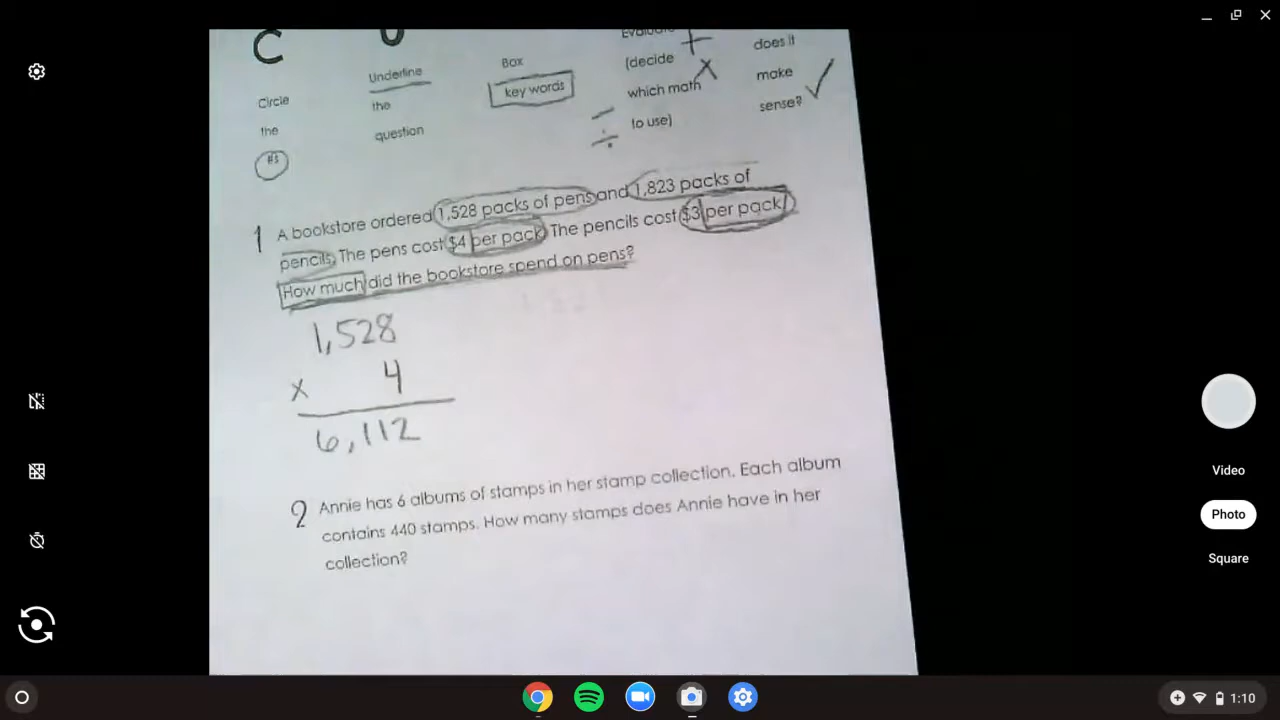 C U
Evaluate +
(decide
which math X
to use)
− ÷
Underline
the
question
Box
key words
does it
make
sense? ✓
Circle
the
#s
1 A bookstore ordered 1,528 packs of pens and 1,823 packs of
pencils. The pens cost $4 per pack. The pencils cost $3 per pack.
How much did the bookstore spend on pens?
1,528
x 4
6,112
2 Annie has 6 albums of stamps in her stamp collection. Each album
contains 440 stamps. How many stamps does Annie have in her
collection?
Video
Photo
Square
1:10